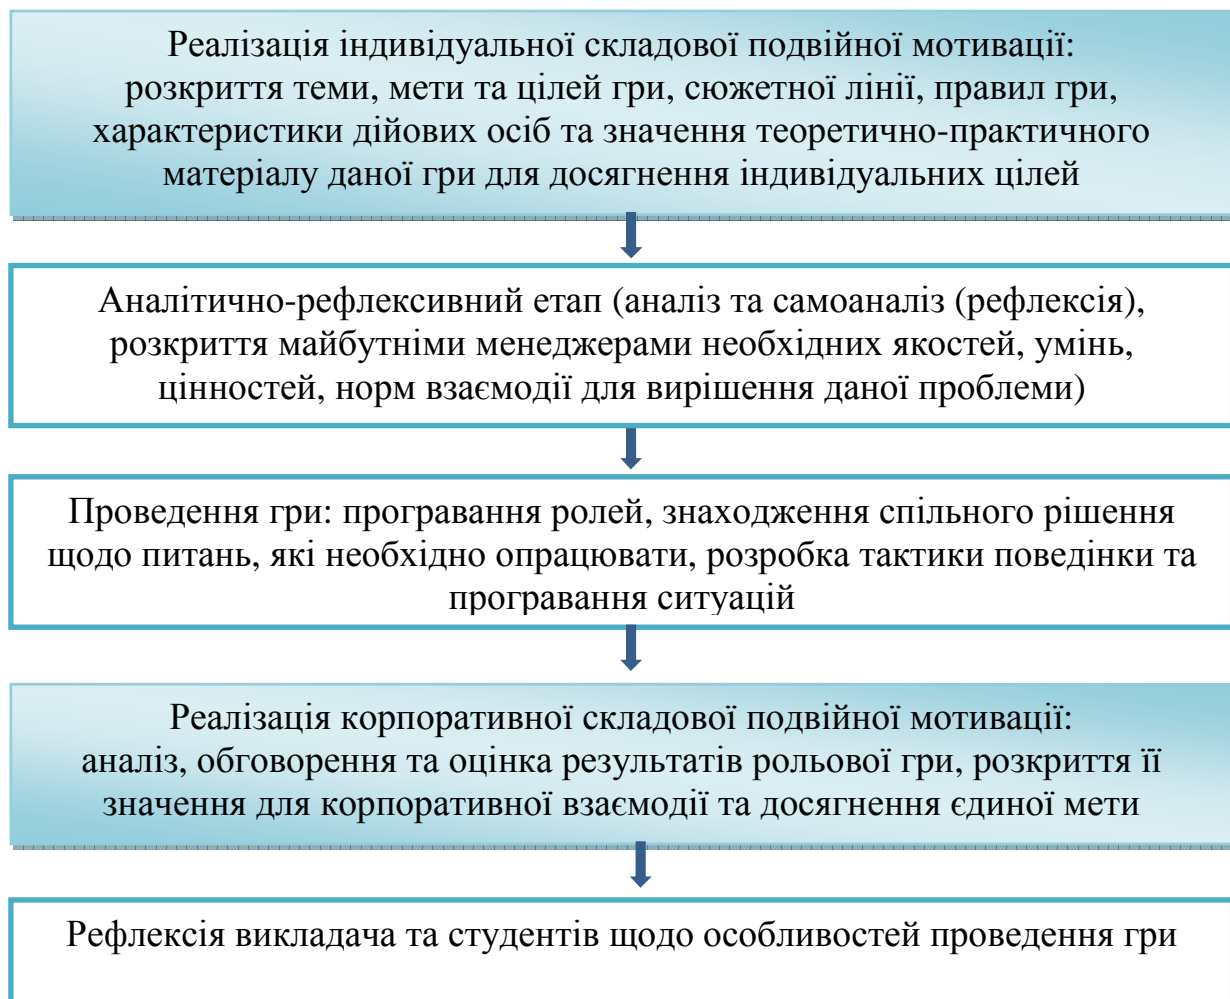 Реалізація індивідуальної складової подвійної мотивації:
розкриття теми, мети та цілей гри, сюжетної лінії, правил гри,
характеристики дійових осіб та значення теоретично-практичного
матеріалу даної гри для досягнення індивідуальних цілей
Аналітично-рефлексивний етап (аналіз та самоаналіз (рефлексія),
розкриття майбутніми менеджерами необхідних якостей, умінь,
цінностей, норм взаємодії для вирішення даної проблеми)
Проведення гри: програвання ролей, знаходження спільного рішення
щодо питань, які необхідно опрацювати, розробка тактики поведінки та
програвання ситуацій
Реалізація корпоративної складової подвійної мотивації:
аналіз, обговорення та оцінка результатів рольової гри, розкриття її
значення для корпоративної взаємодії та досягнення єдиної мети
Рефлексія викладача та студентів щодо особливостей проведення гри